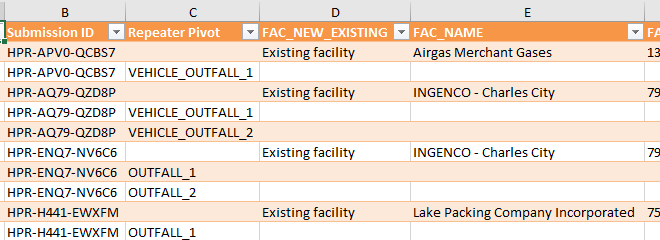 B C D E
Submission ID Repeater Pivot FAC_NEW_EXISTING FAC_NAME FA
HPR-APV0-QCBS7 Existing facility Airgas Merchant Gases 13
HPR-APV0-QCBS7 VEHICLE_OUTFALL_1
HPR-AQ79-QZD8P Existing facility INGENCO - Charles City 79
HPR-AQ79-QZD8P VEHICLE_OUTFALL_1
HPR-AQ79-QZD8P VEHICLE_OUTFALL_2
HPR-ENQ7-NV6C6 Existing facility INGENCO - Charles City 79
HPR-ENQ7-NV6C6 OUTFALL_1
HPR-ENQ7-NV6C6 OUTFALL_2
HPR-H441-EWXFM Existing facility Lake Packing Company Incorporated 75
HPR-H441-EWXFM OUTFALL_1